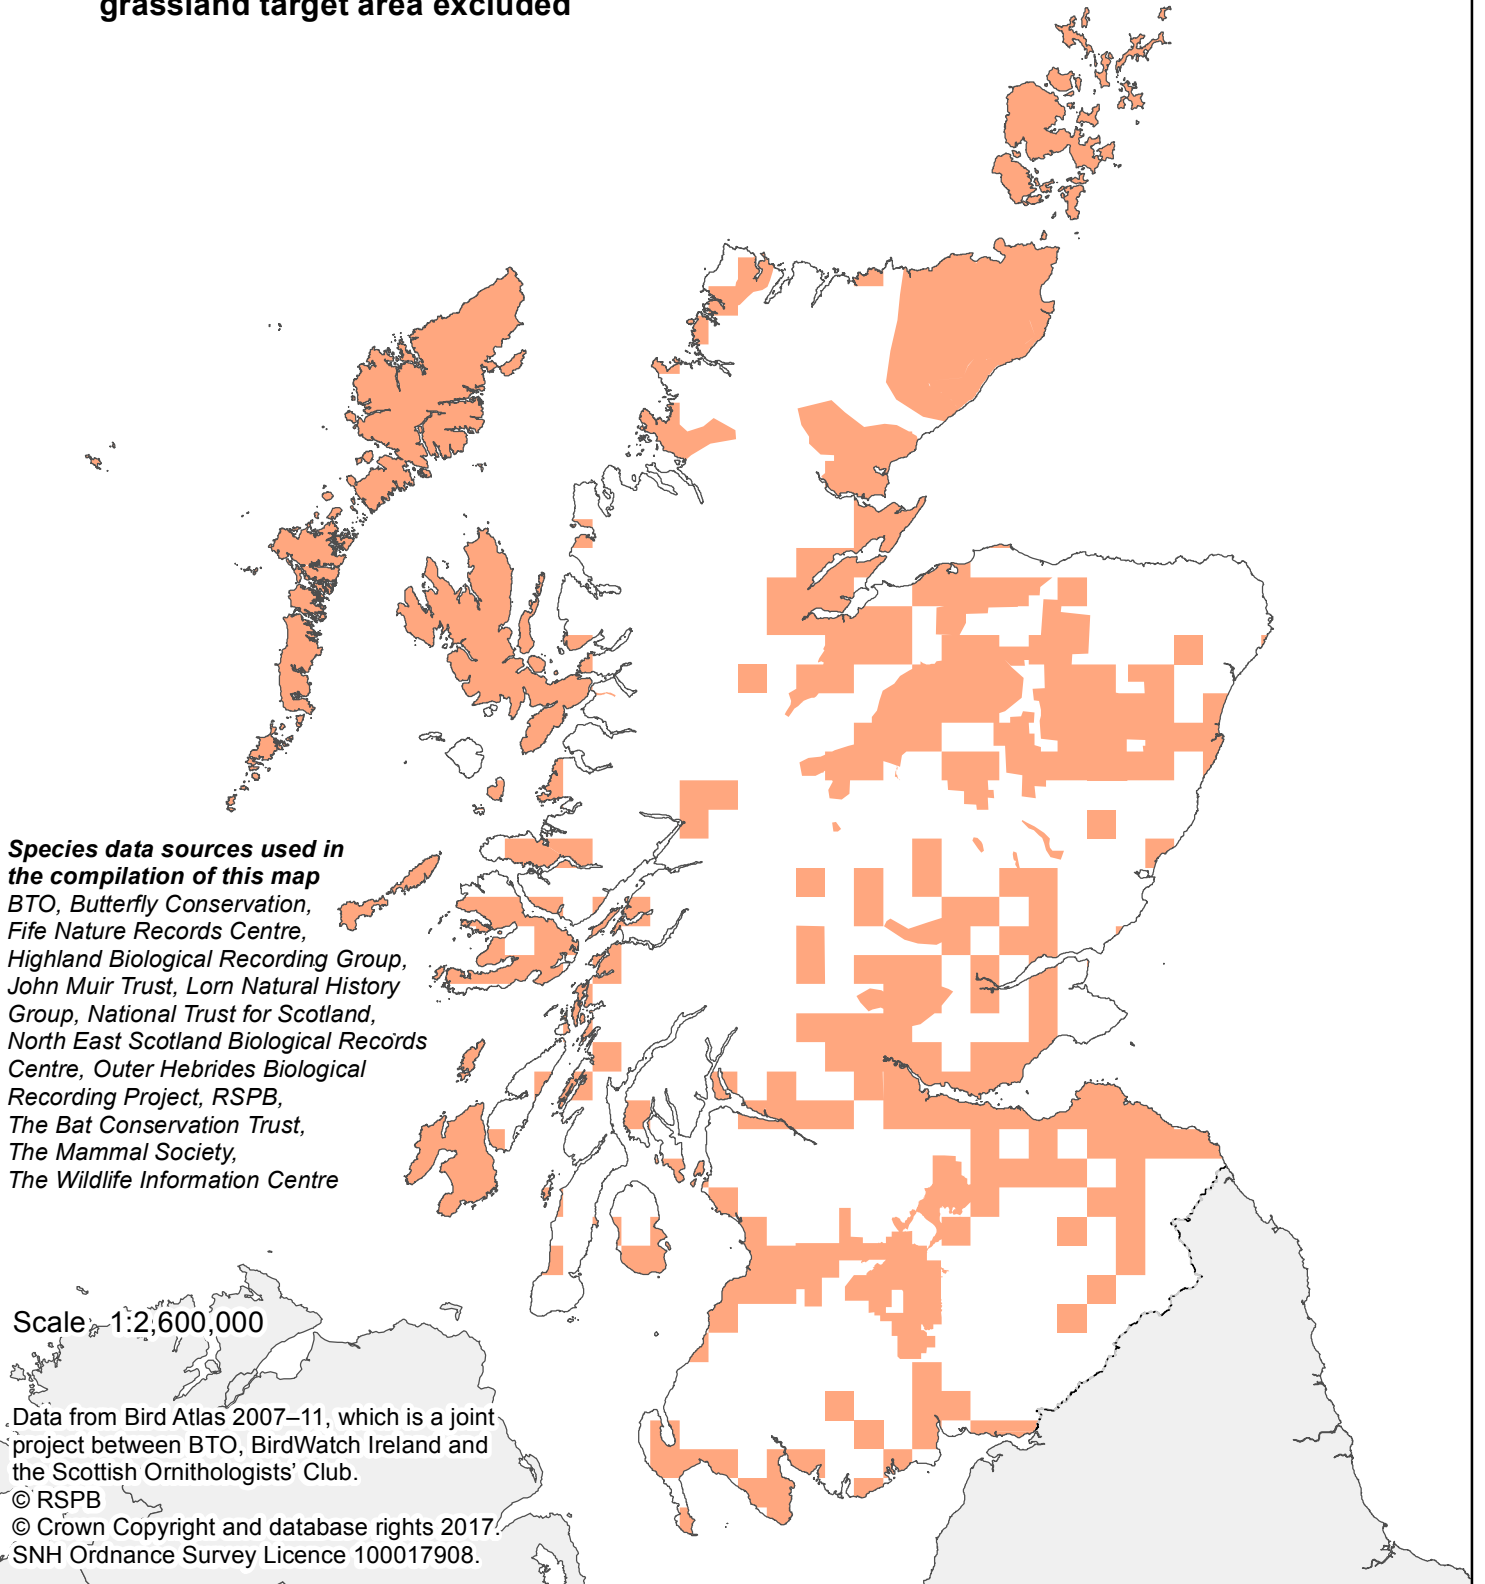 grassland target area excluded
Species data sources used in
the compilation of this map
BTO, Butterfly Conservation,
Fife Nature Records Centre,
Highland Biological Recording Group,
John Muir Trust, Lorn Natural History
Group, National Trust for Scotland,
North East Scotland Biological Records
Centre, Outer Hebrides Biological
Recording Project, RSPB,
The Bat Conservation Trust,
The Mammal Society,
The Wildlife Information Centre
Scale 1:2,600,000
Data from Bird Atlas 2007–11, which is a joint
project between BTO, BirdWatch Ireland and
the Scottish Ornithologists' Club.
© RSPB
© Crown Copyright and database rights 2017.
SNH Ordnance Survey Licence 100017908.